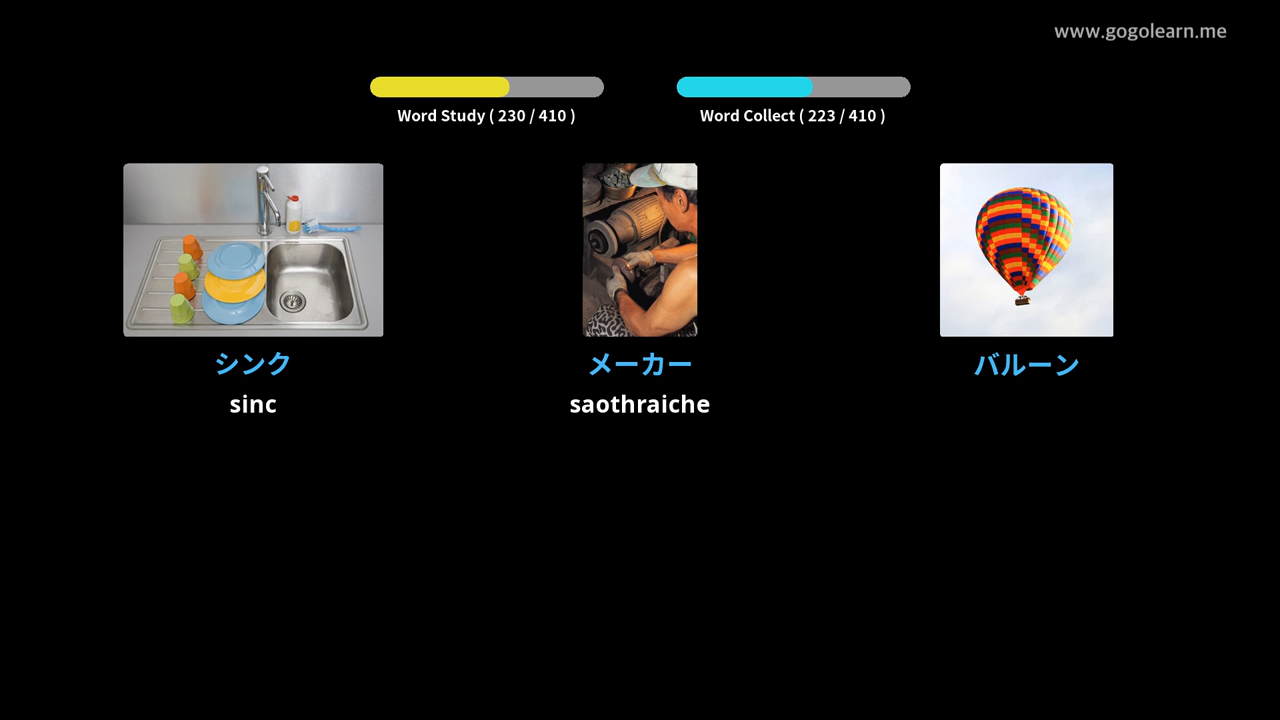 www.gogolearn.me
Word Study ( 230 / 410 )
Word Collect ( 223 / 410 )
シンク
sinc
メーカー
saothraiche
バルーン